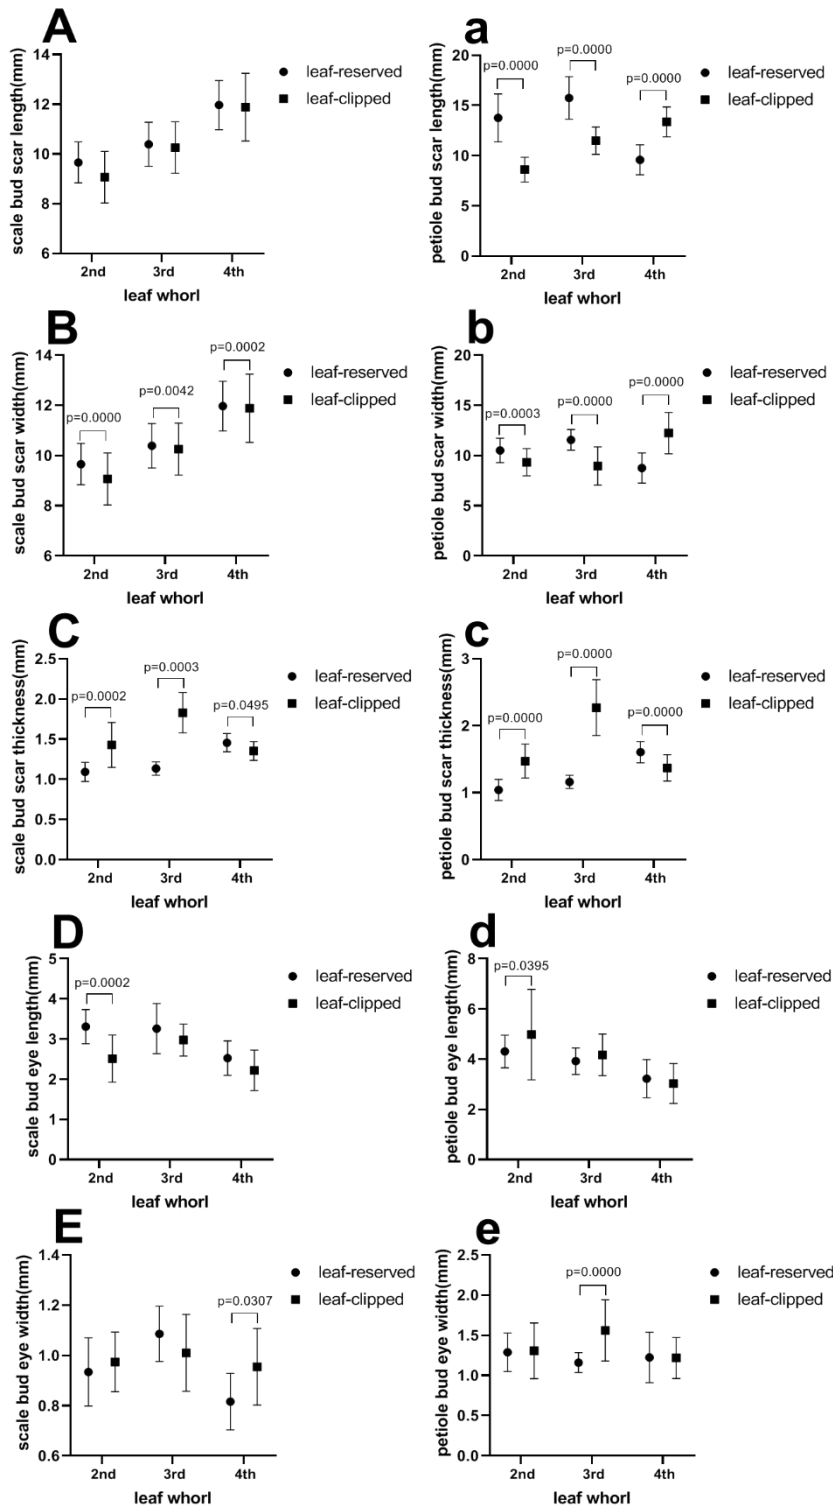 A
scale bud scar length(mm)
14
12
10
8
6
2nd 3rd 4th
leaf whorl
leaf-reserved
leaf-clipped
a
petiole bud scar length(mm)
20
15
10
5
0
p=0.0000
p=0.0000
p=0.0000
2nd 3rd 4th
leaf whorl
leaf-reserved
leaf-clipped
B
scale bud scar width(mm)
14
12
10
8
6
p=0.0000
p=0.0042
p=0.0002
2nd 3rd 4th
leaf whorl
leaf-reserved
leaf-clipped
b
petiole bud scar width(mm)
20
15
10
5
0
p=0.0003
p=0.0000
p=0.0000
2nd 3rd 4th
leaf whorl
leaf-reserved
leaf-clipped
C
scale bud scar thickness(mm)
2.5
2.0
1.5
1.0
0.5
0.0
p=0.0002
p=0.0003
p=0.0495
2nd 3rd 4th
leaf whorl
leaf-reserved
leaf-clipped
c
petiole bud scar thickness(mm)
3
2
1
0
p=0.0000
p=0.0000
p=0.0000
2nd 3rd 4th
leaf whorl
leaf-reserved
leaf-clipped
D
scale bud eye length(mm)
5
4
3
2
1
0
p=0.0002
2nd 3rd 4th
leaf whorl
leaf-reserved
leaf-clipped
d
petiole bud eye length(mm)
8
6
4
2
0
p=0.0395
2nd 3rd 4th
leaf whorl
leaf-reserved
leaf-clipped
E
scale bud eye width(mm)
1.4
1.2
1.0
0.8
0.6
p=0.0307
2nd 3rd 4th
leaf whorl
leaf-reserved
leaf-clipped
e
petiole bud eye width(mm)
2.5
2.0
1.5
1.0
0.5
0.0
p=0.0000
2nd 3rd 4th
leaf whorl
leaf-reserved
leaf-clipped